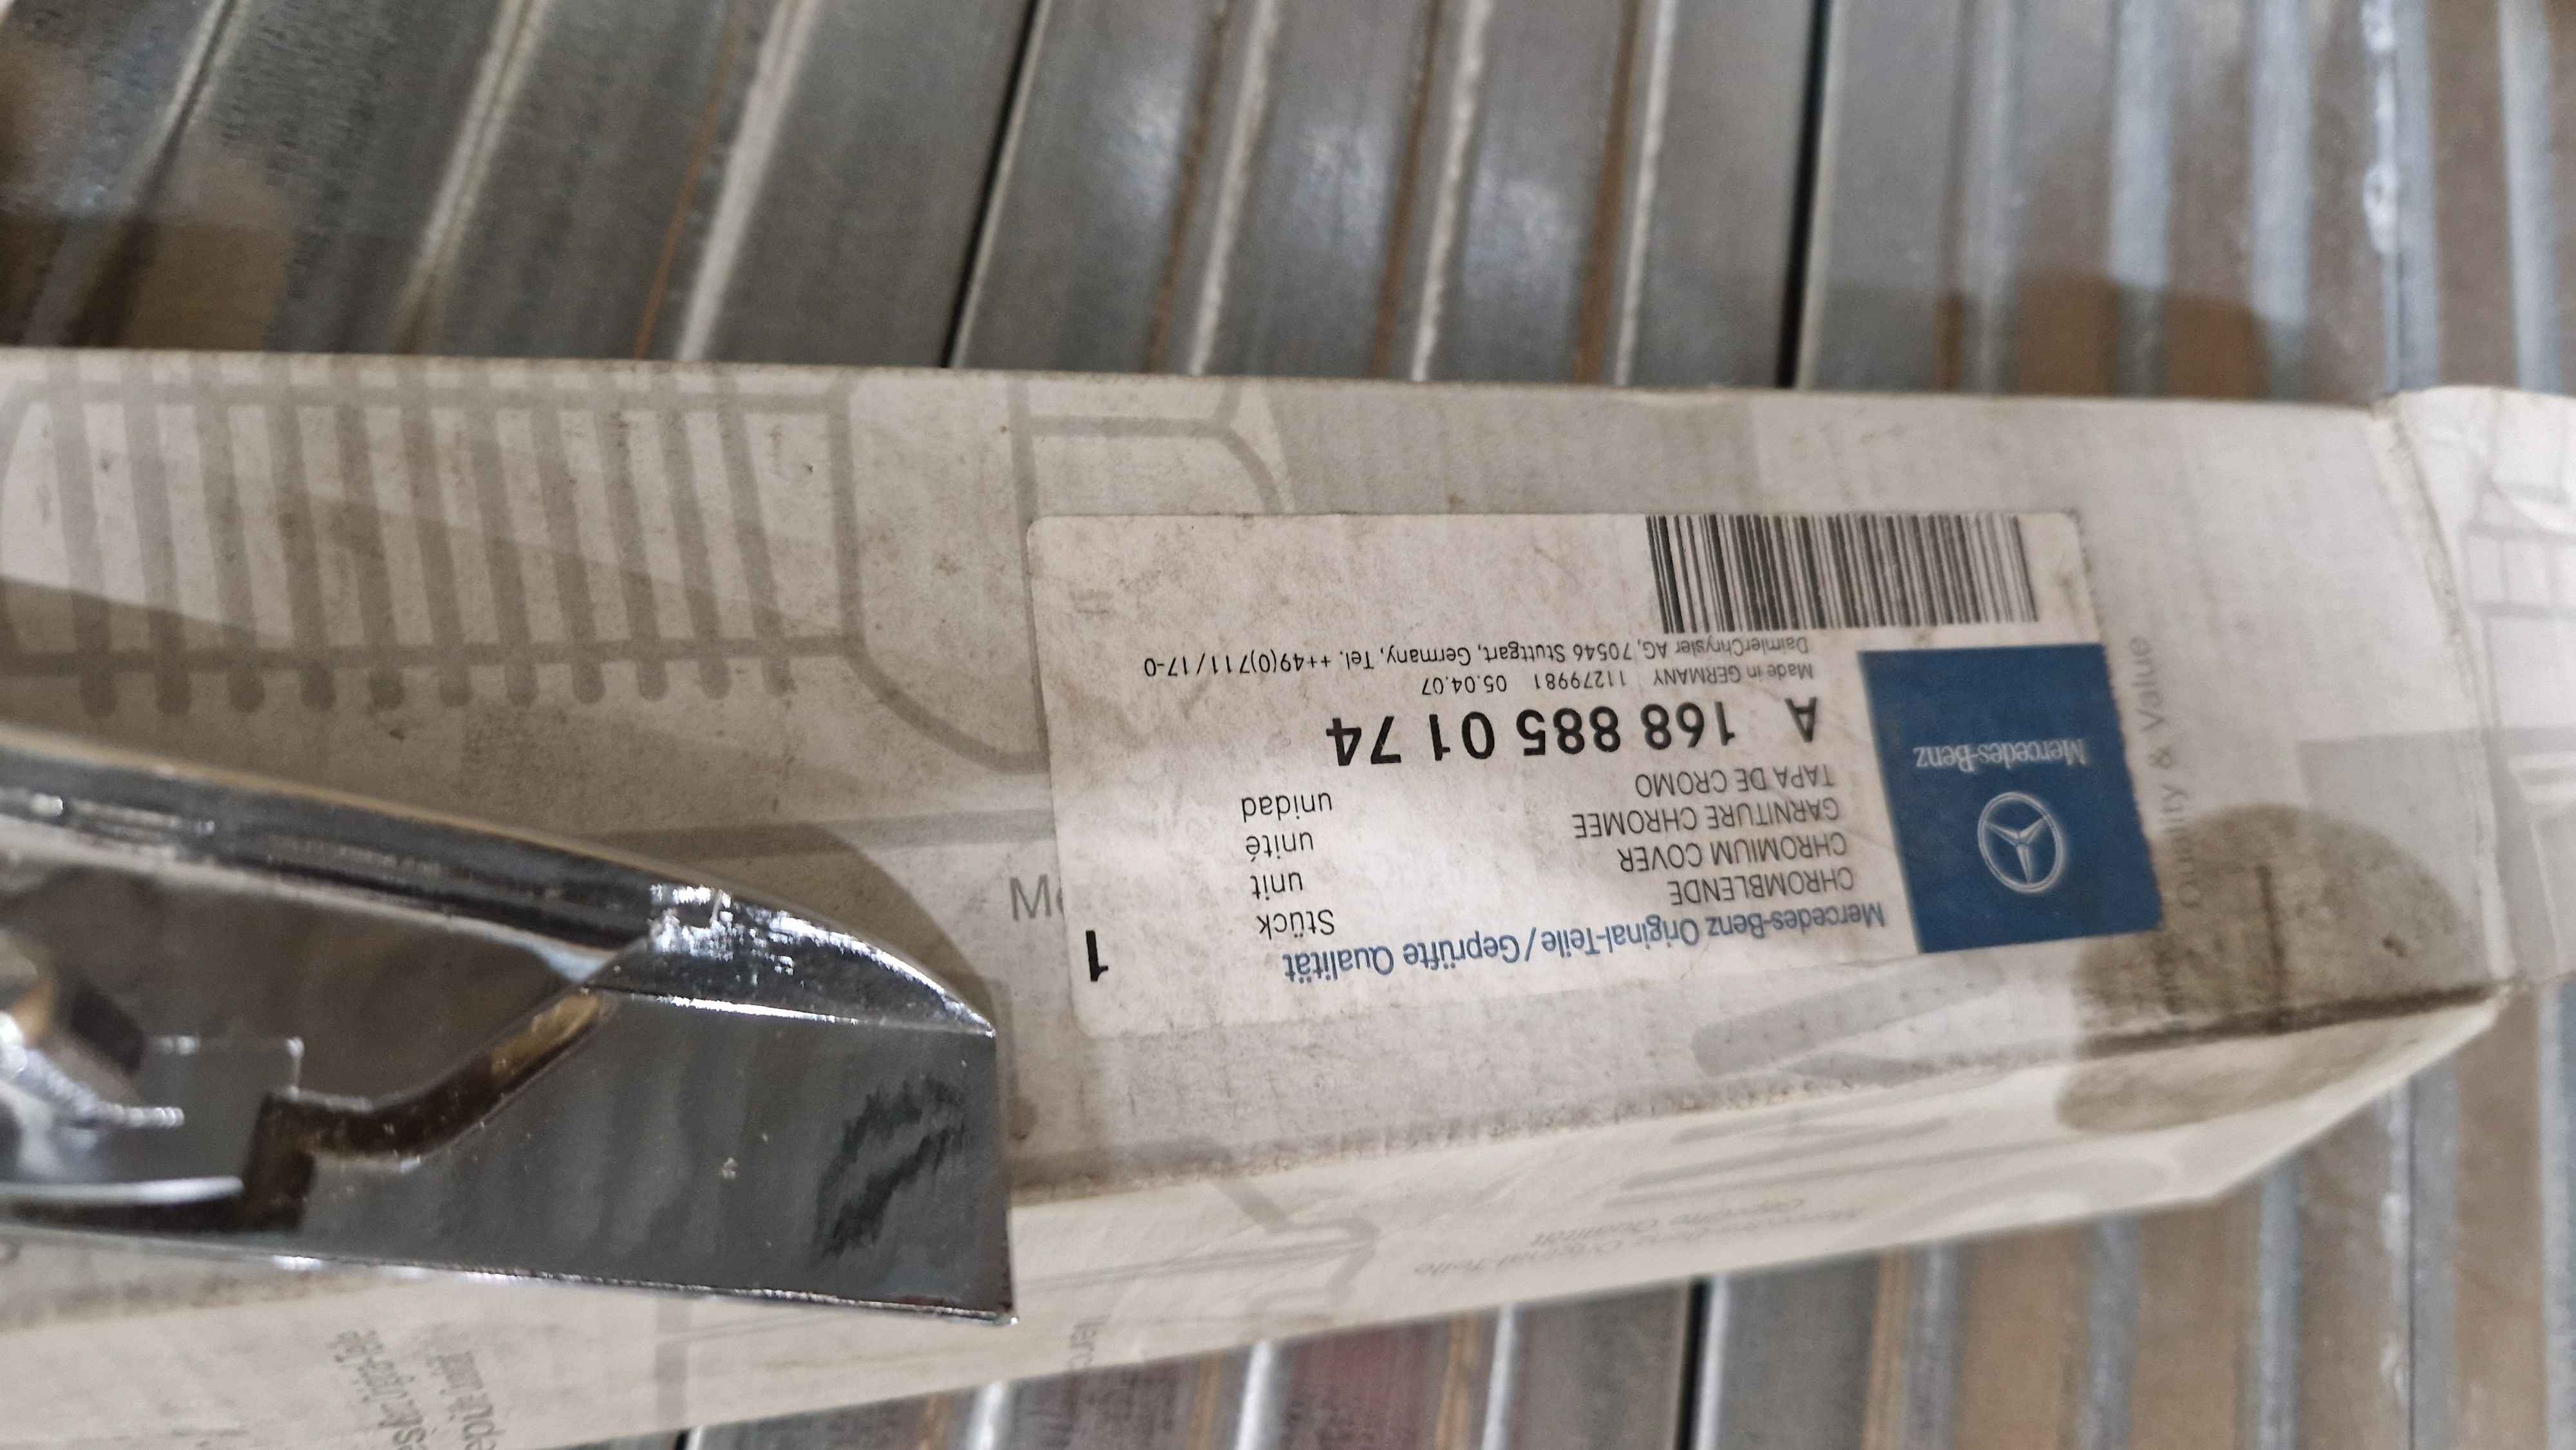 Mercedes-Benz Original-Teile/Geprüfte Qualität
1
CHROMBLENDE Stück
CHROMIUM COVER unit
GARNITURE CHROMEE unité
TAPA DE CROMO unidad
A 168 885 01 74
Made in GERMANY 11279981 05.04.07
DaimlerChrysler AG, 70546 Stuttgart, Germany, Tel. ++49(0)711/17-0
Mercedes-Benz
Quality & Value